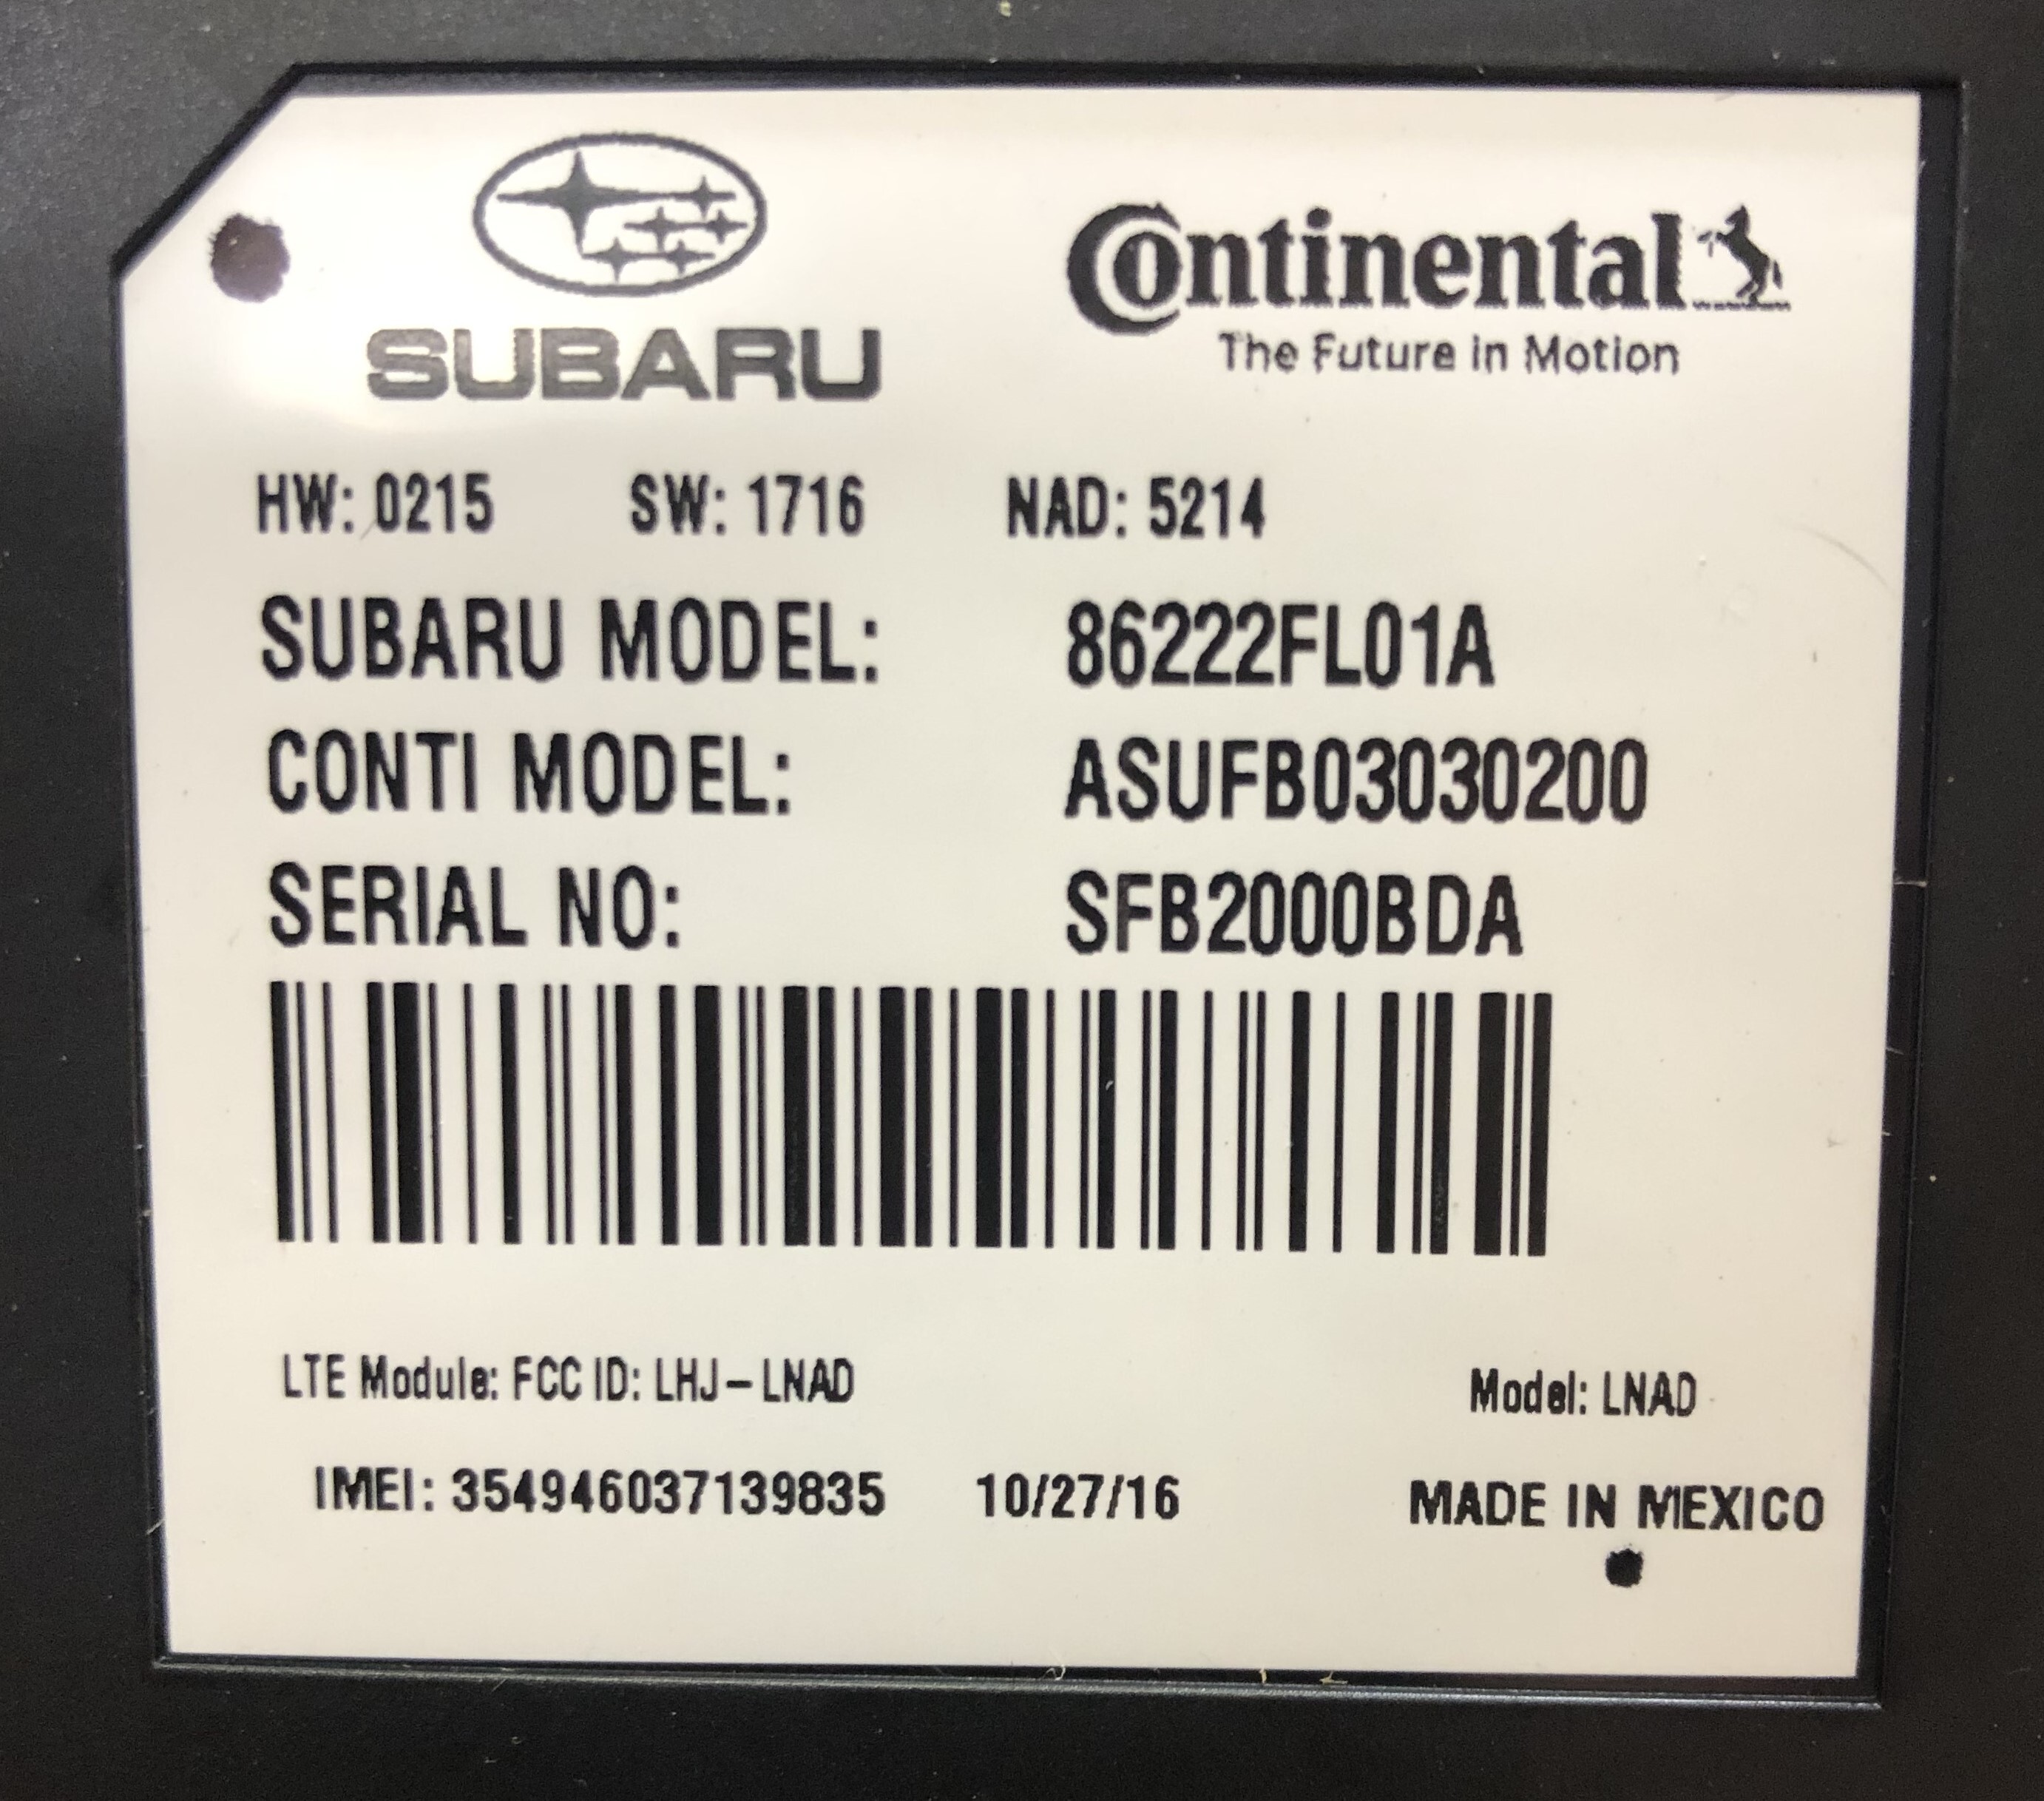 SUBARU
Continental
The Future in Motion
HW: 0215 SW: 1716 NAD: 5214
SUBARU MODEL: 86222FL01A
CONTI MODEL: ASUFB03030200
SERIAL NO: SFB2000BDA
LTE Module: FCC ID: LHJ-LNAD Model: LNAD
IMEI: 354946037139835 10/27/16 MADE IN MEXICO